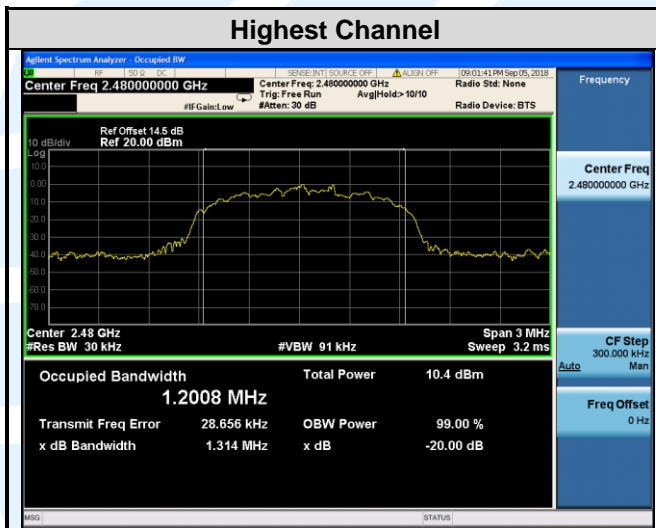 Highest Channel
Agilent Spectrum Analyzer - Occupied BW
RF 50 Ω DC SENSE:INT SOURCE OFF ALIGN OFF 09:01:41 PM Sep 05, 2018
Center Freq 2.480000000 GHz Center Freq: 2.480000000 GHz Radio Std: None
Trig: Free Run Avg|Hold:> 10/10
#IFGain:Low #Atten: 30 dB Radio Device: BTS
Frequency
Ref Offset 14.5 dB
10 dB/div Ref 20.00 dBm
Log
10.0
0.00
-10.0
-20.0
-30.0
-40.0
-50.0
-60.0
-70.0
Center 2.48 GHz Span 3 MHz
#Res BW 30 kHz #VBW 91 kHz Sweep 3.2 ms
Occupied Bandwidth Total Power 10.4 dBm
1.2008 MHz
Transmit Freq Error 28.656 kHz OBW Power 99.00 %
x dB Bandwidth 1.314 MHz x dB -20.00 dB
Center Freq
2.480000000 GHz
CF Step
300.000 kHz
Auto Man
Freq Offset
0 Hz
MSG STATUS